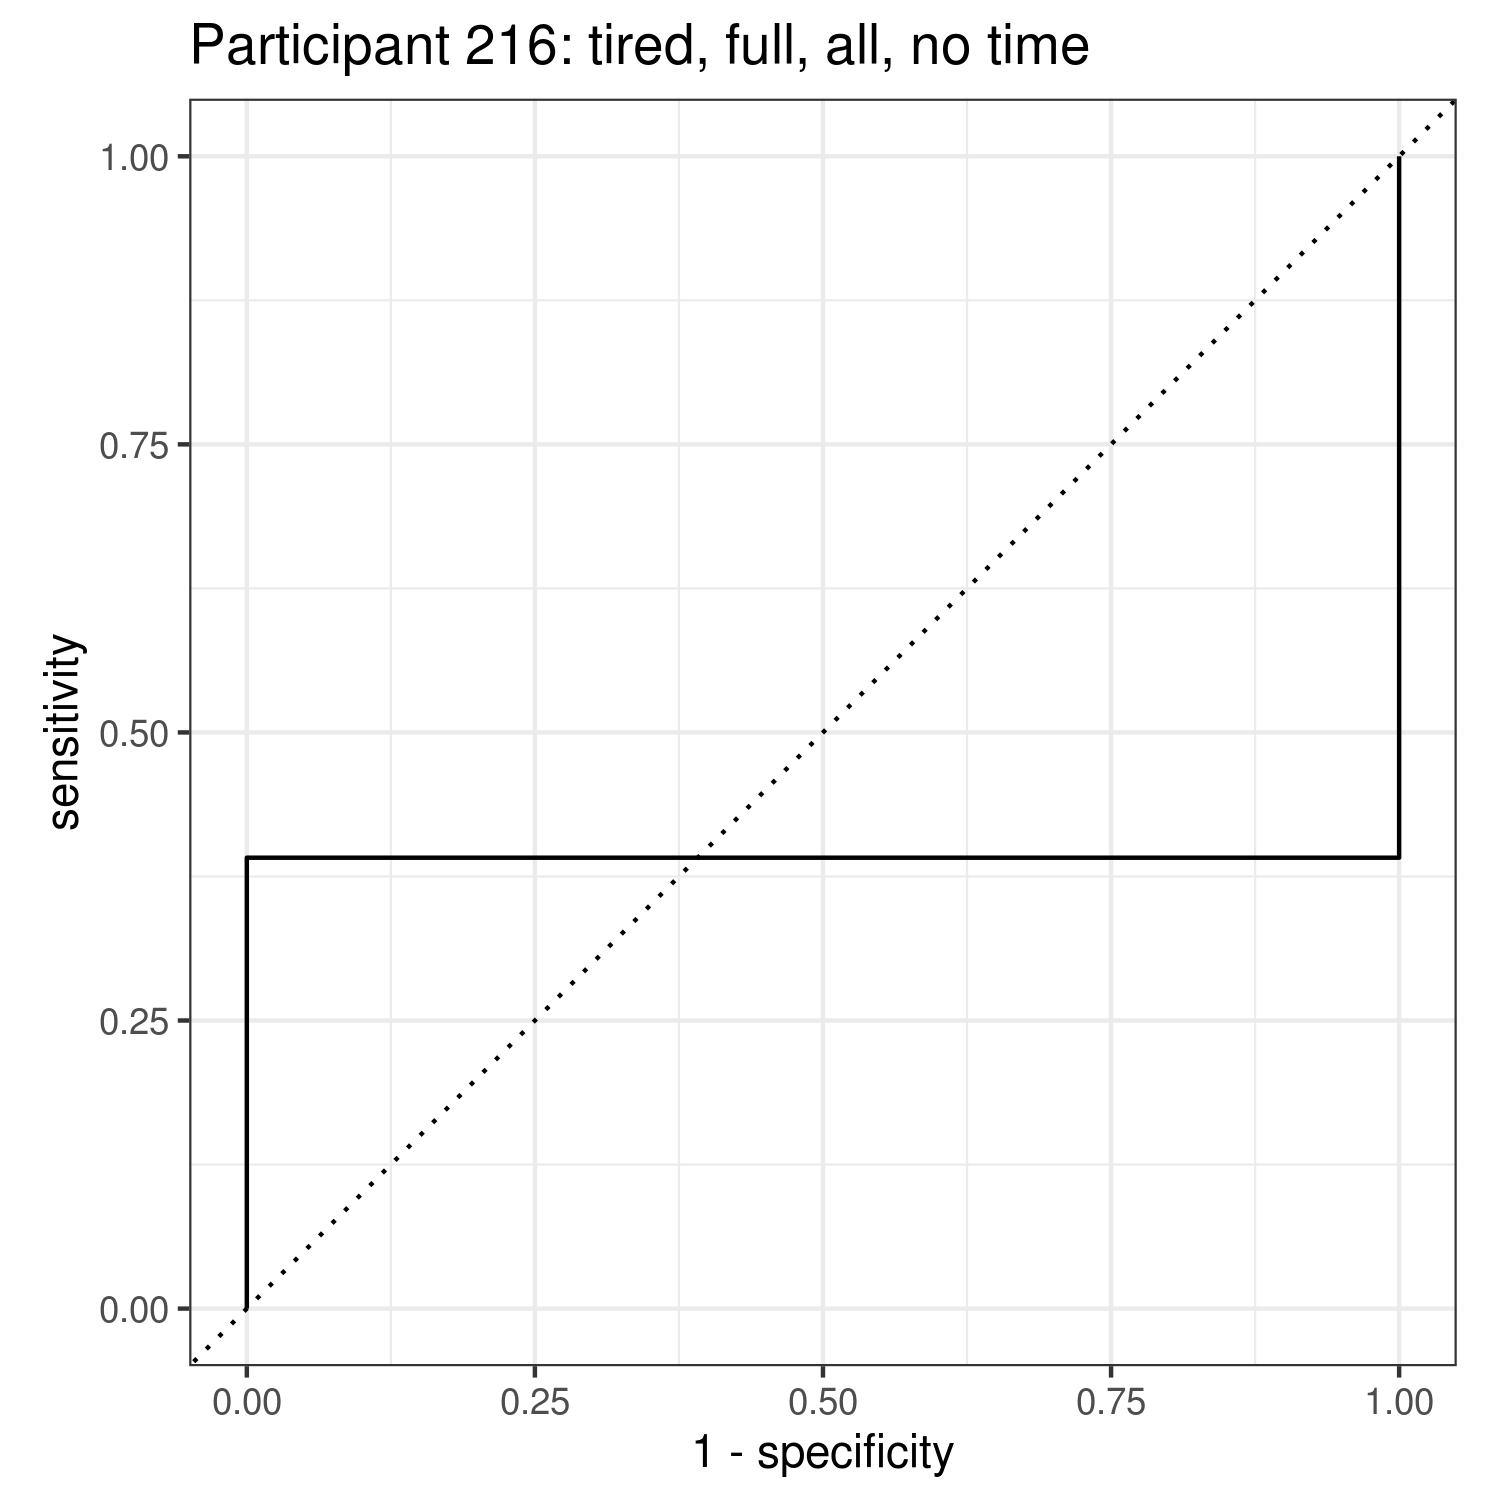 Participant 216: tired, full, all, no time
1.00
0.75
0.50
0.25
0.00
sensitivity
0.00 0.25 0.50 0.75 1.00
1 - specificity